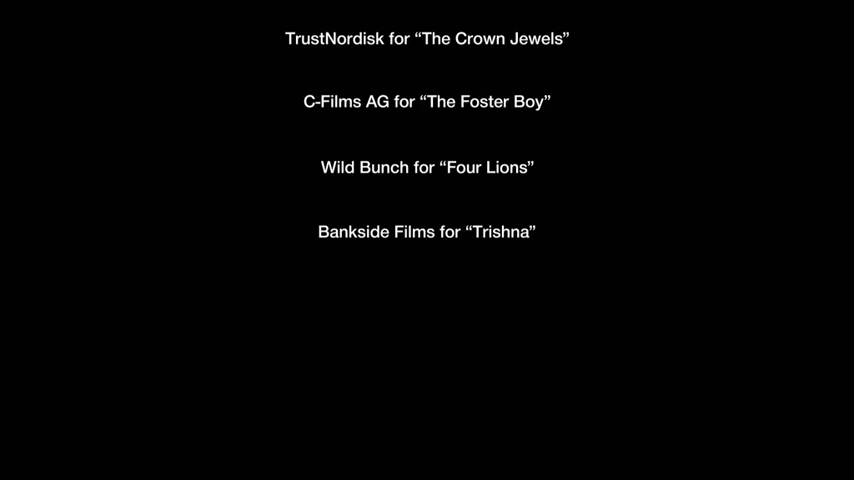 TrustNordisk for “The Crown Jewels”
C-Films AG for “The Foster Boy”
Wild Bunch for “Four Lions”
Bankside Films for “Trishna”